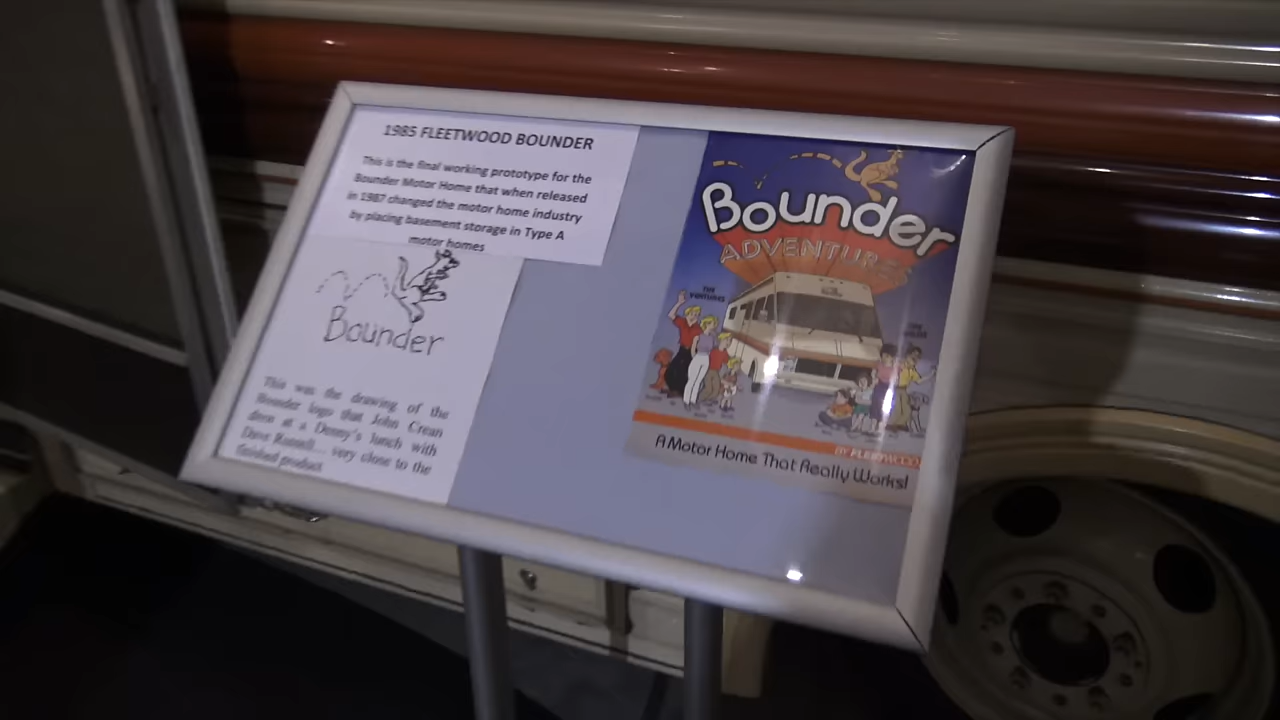 1985 FLEETWOOD BOUNDER
This is the final working prototype for the
Bounder Motor Home that when released
in 1987 changed the motor home industry
by placing basement storage in Type A
motor homes
Bounder
This was the drawing of the
Bounder logo that John Crean
drew at a Denny's lunch with
Dave Russell... very close to the
finished product
Bounder
ADVENTURES
THE
THE
BY FLEETWOOD
A Motor Home That Really Works!